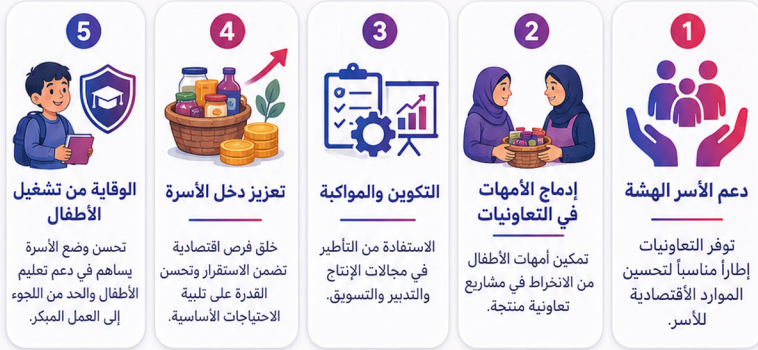 1
دعم الأسر الهشة
توفر التعاونيات
إطاراً مناسباً لتحسين
الموارد الأقتصادية
للأسر.
2
إدماج الأمهات
في التعاونيات
تمكين أمهات الأطفال
من الانخراط في مشاريع
تعاونية منتجة.
3
التكوين والمواكبة
الاستفادة من التأطير
في مجالات الإنتاج
والتدبير والتسويق.
4
تعزيز دخل الأسرة
خلق فرص اقتصادية
تضمن الاستقرار وتحسن
القدرة على تلبية
الاحتياجات الأساسية.
5
الوقاية من تشغيل
الأطفال
تحسن وضع الأسرة
يساهم في دعم تعليم
الأطفال والحد من اللجوء
إلى العمل المبكر.